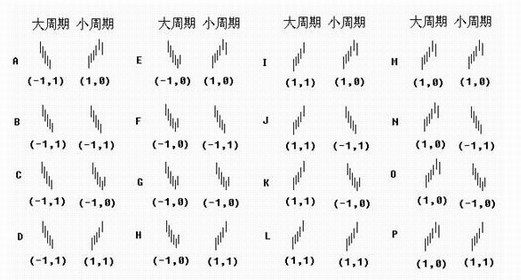 大周期 小周期 大周期 小周期 大周期 小周期 大周期 小周期
A E I M
(-1,1) (1,0) (-1,0) (1,0) (1,1) (1,0) (1,0) (1,0)
B F J N
(-1,1) (-1,1) (-1,0) (-1,1) (1,1) (-1,1) (1,0) (-1,1)
C G K O
(-1,1) (-1,0) (-1,0) (-1,0) (1,1) (-1,0) (1,0) (-1,0)
D H L P
(-1,1) (1,1) (-1,0) (1,1) (1,1) (1,1) (1,0) (1,1)